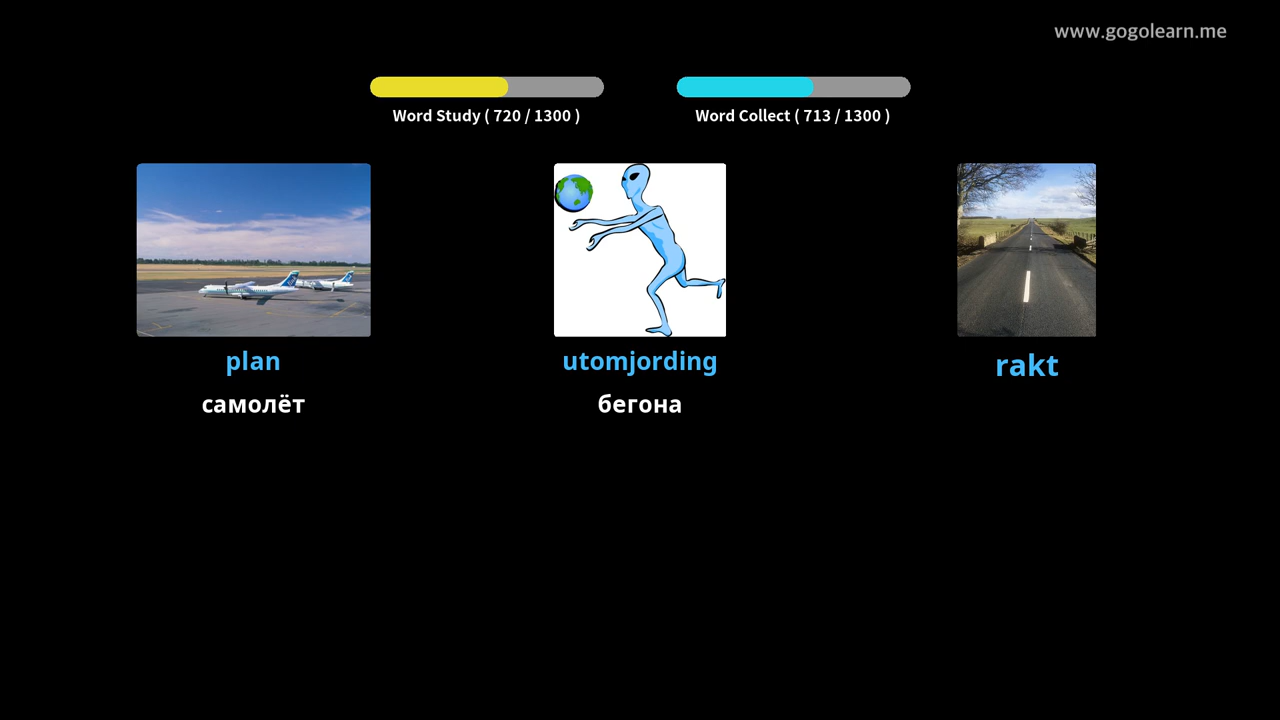 www.gogolearn.me
Word Study ( 720 / 1300 )
Word Collect ( 713 / 1300 )
plan
utomjording
rakt
самолёт
бегона